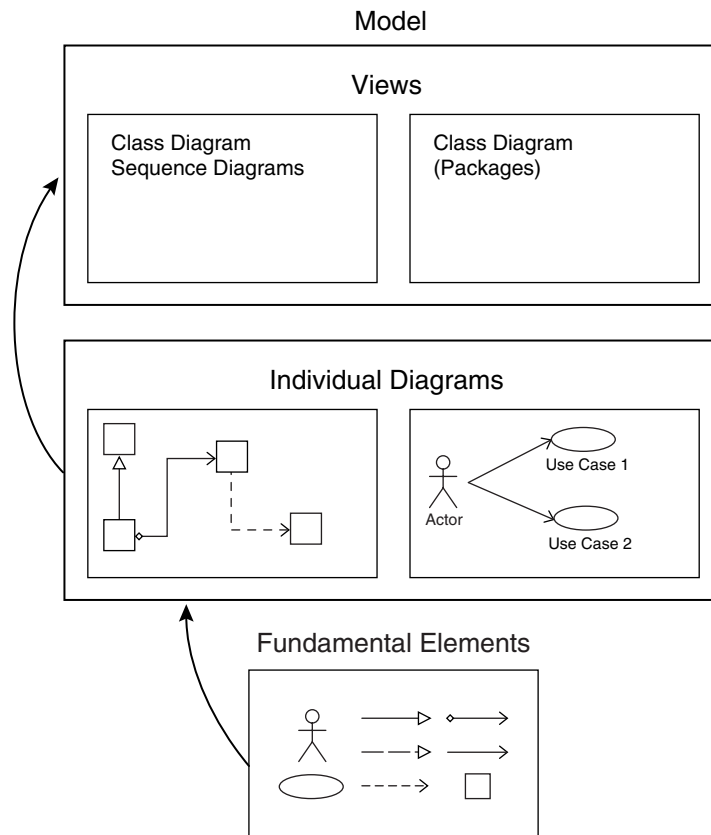 Model
Views
Class Diagram
Sequence Diagrams
Class Diagram
(Packages)
Individual Diagrams
Use Case 1
Actor
Use Case 2
Fundamental Elements